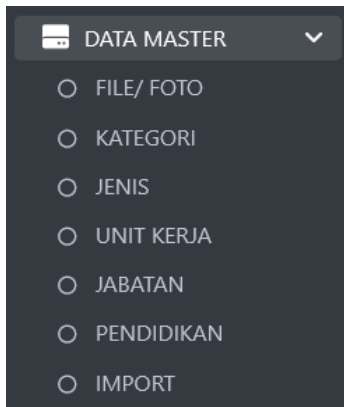 DATA MASTER
FILE/ FOTO
KATEGORI
JENIS
UNIT KERJA
JABATAN
PENDIDIKAN
IMPORT